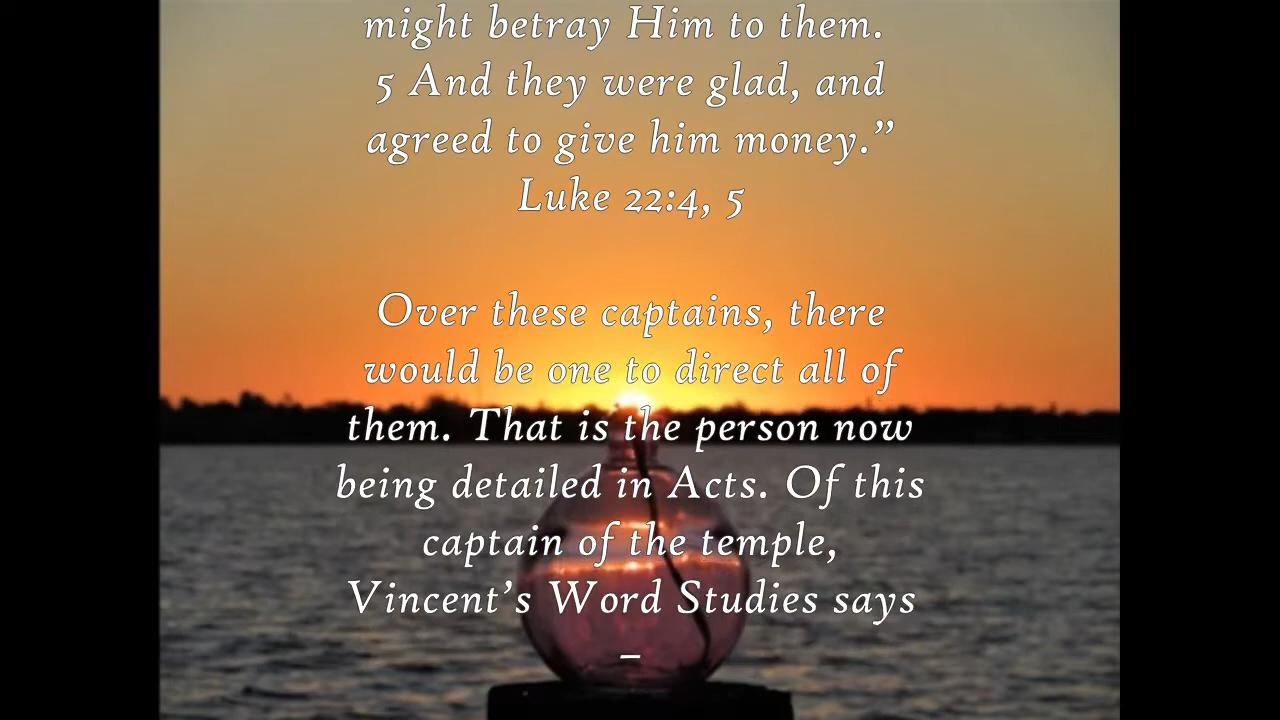 might betray Him to them.
5 And they were glad, and
agreed to give him money.”
Luke 22:4, 5
Over these captains, there
would be one to direct all of
them. That is the person now
being detailed in Acts. Of this
captain of the temple,
Vincent’s Word Studies says
–